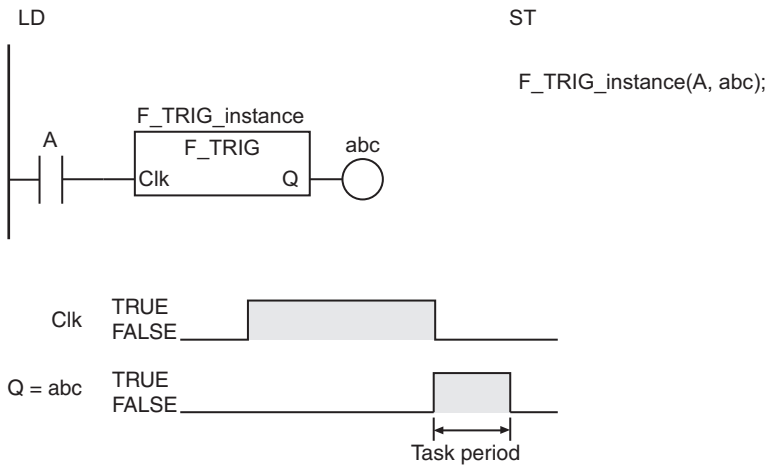 LD
ST
F_TRIG_instance(A, abc);
F_TRIG_instance
A
F_TRIG
abc
Clk
Q
Clk
TRUE
FALSE
Q = abc
TRUE
FALSE
Task period